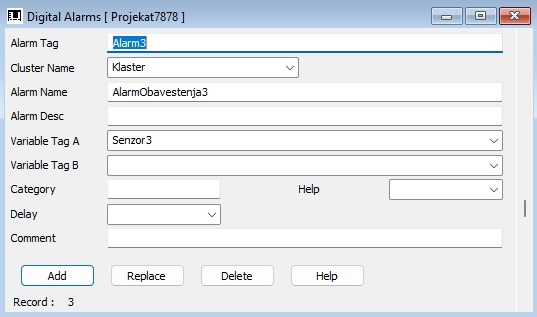 Digital Alarms [ Projekat7878 ]
Alarm Tag Alarm3
Cluster Name Klaster
Alarm Name AlarmObavestenja3
Alarm Desc
Variable Tag A Senzor3
Variable Tag B
Category Help
Delay
Comment
Add Replace Delete Help
Record : 3